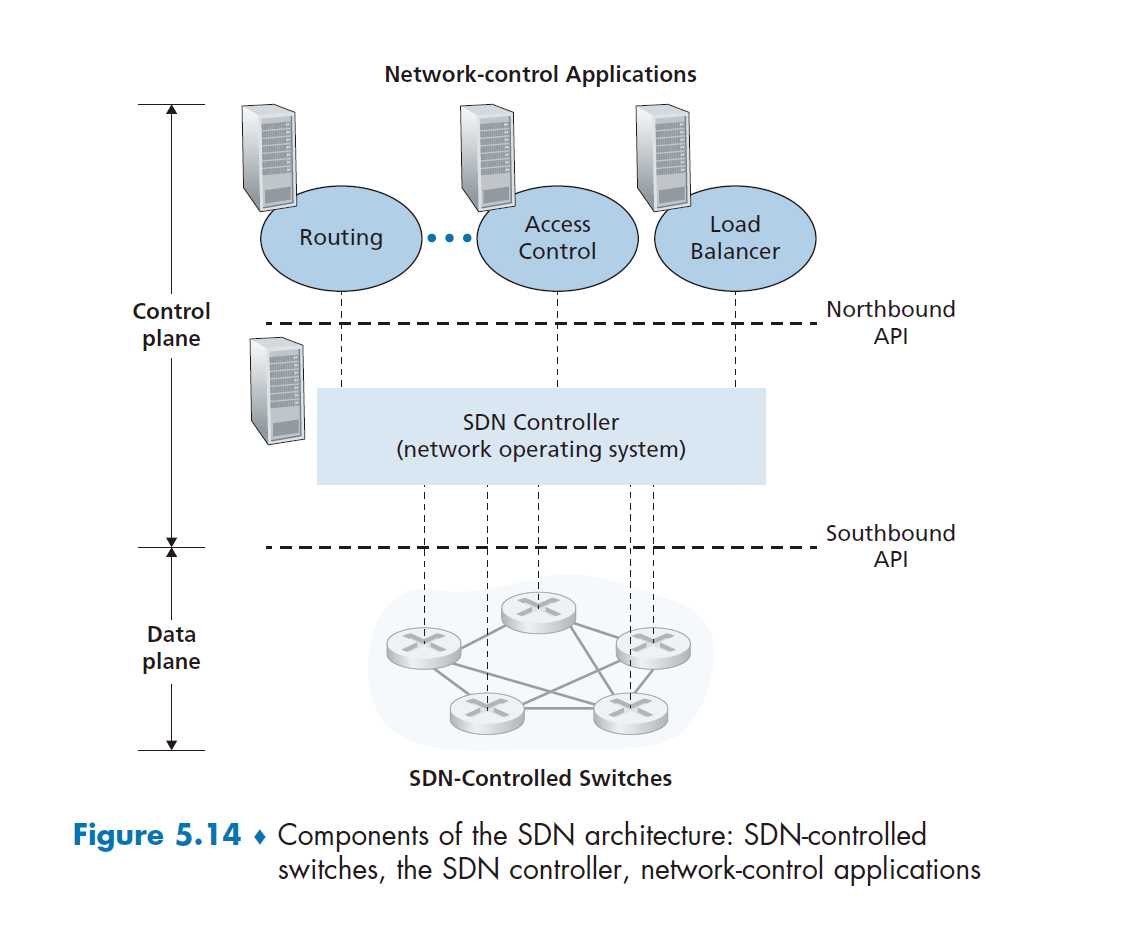 Network-control Applications
Routing
Access
Control
Load
Balancer
Control
plane
Northbound
API
SDN Controller
(network operating system)
Southbound
API
Data
plane
SDN-Controlled Switches
Figure 5.14 ♦ Components of the SDN architecture: SDN-controlled
switches, the SDN controller, network-control applications